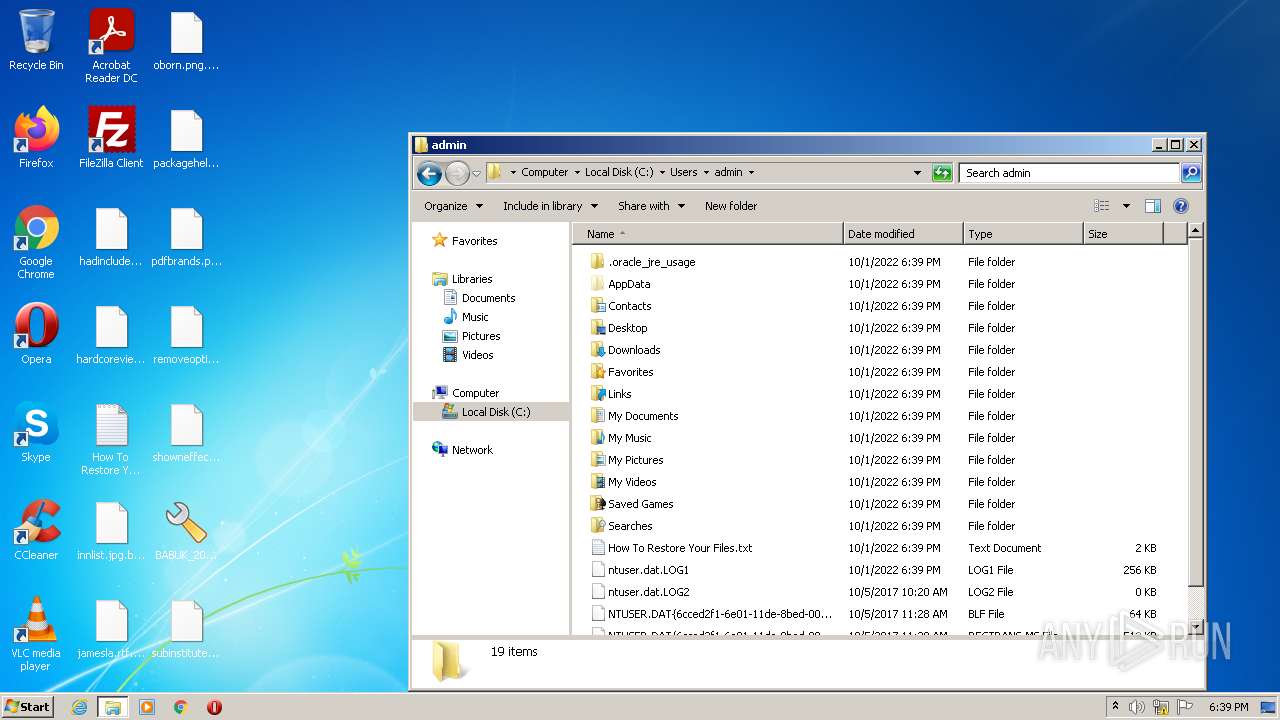 Recycle Bin
Acrobat
Reader DC
oborn.png....
Firefox
FileZilla Client
packagehel...
Google
Chrome
hadinclude...
pdfbrands.p...
Opera
hardcorevie...
removeopti...
Skype
How To
Restore Y...
showneffec...
CCleaner
innlist.jpg.b...
BABUK_20...
VLC media
player
jamesla.rtf....
subinstitute...
admin
Computer
Local Disk (C:)
Users
admin
Search admin
Organize
Include in library
Share with
New folder
Favorites
Libraries
Documents
Music
Pictures
Videos
Computer
Local Disk (C:)
Network
Name Date modified Type Size
.oracle_jre_usage 10/1/2022 6:39 PM File folder
AppData 10/1/2022 6:39 PM File folder
Contacts 10/1/2022 6:39 PM File folder
Desktop 10/1/2022 6:39 PM File folder
Downloads 10/1/2022 6:39 PM File folder
Favorites 10/1/2022 6:39 PM File folder
Links 10/1/2022 6:39 PM File folder
My Documents 10/1/2022 6:39 PM File folder
My Music 10/1/2022 6:39 PM File folder
My Pictures 10/1/2022 6:39 PM File folder
My Videos 10/1/2022 6:39 PM File folder
Saved Games 10/1/2022 6:39 PM File folder
Searches 10/1/2022 6:39 PM File folder
How To Restore Your Files.txt 10/1/2022 6:39 PM Text Document 2 KB
ntuser.dat.LOG1 10/1/2022 6:39 PM LOG1 File 256 KB
ntuser.dat.LOG2 10/5/2017 10:20 AM LOG2 File 0 KB
NTUSER.DAT{6cced2f1-6e01-11de-8bed-00... 10/5/2017 11:28 AM BLF File 64 KB
19 items
ANY RUN
Start
6:39 PM